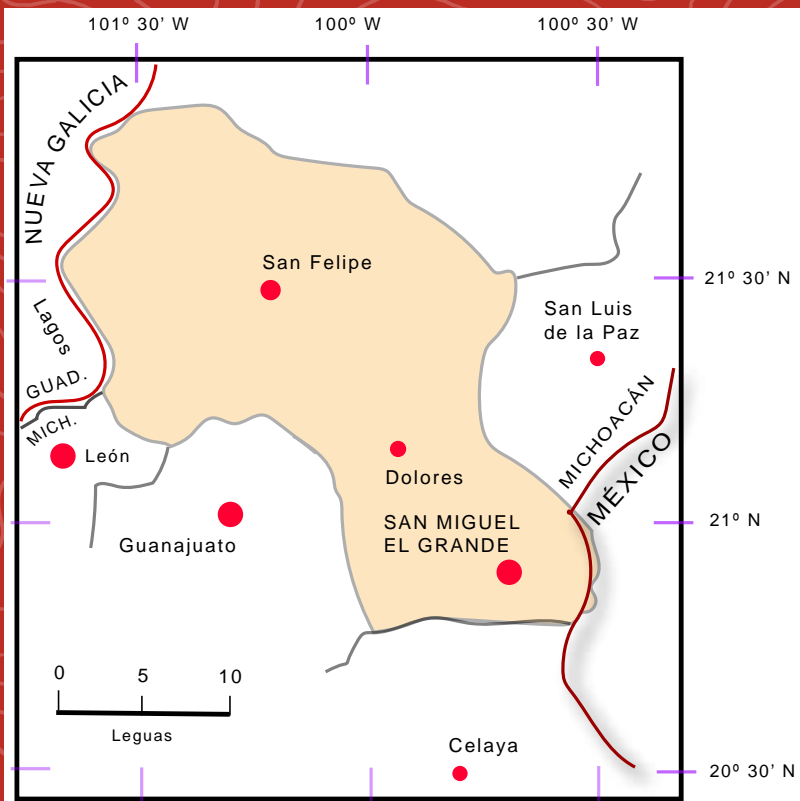 101º 30' W
100º W
100º 30' W
NUEVA GALICIA
San Felipe
21º 30' N
San Luis
de la Paz
Lagos
GUAD.
MICH.
León
MICHOACÁN
MÉXICO
Dolores
Guanajuato
SAN MIGUEL
EL GRANDE
21º N
0 5 10
Leguas
Celaya
20º 30' N